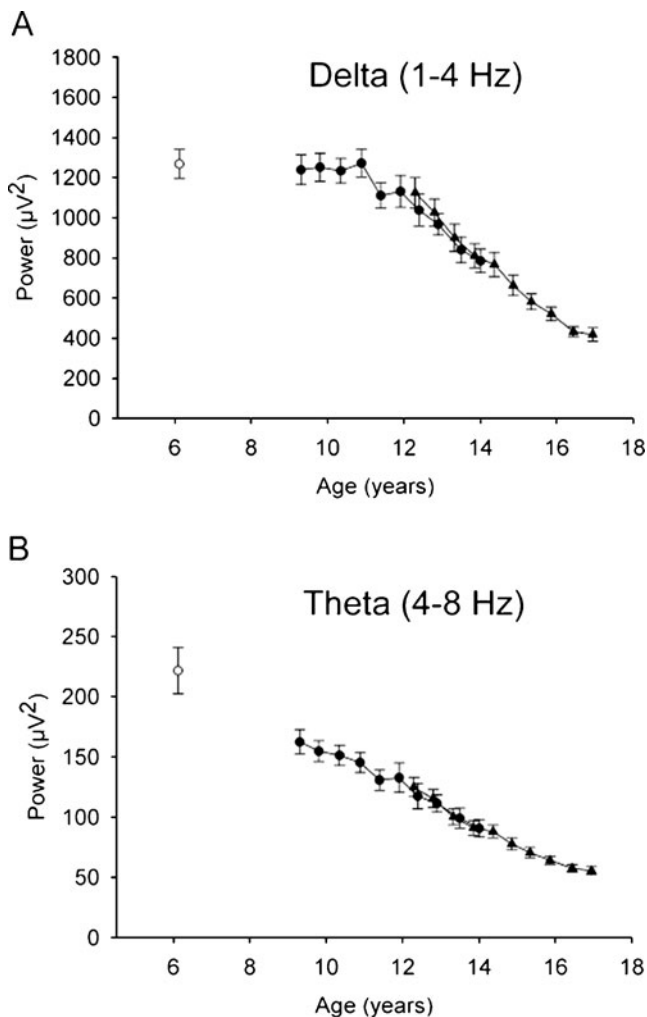 A
Delta (1-4 Hz)
1800
1600
1400
1200
1000
800
600
400
200
0
Power (µV²)
6 8 10 12 14 16 18
Age (years)
B
Theta (4-8 Hz)
300
250
200
150
100
50
0
Power (µV²)
6 8 10 12 14 16 18
Age (years)